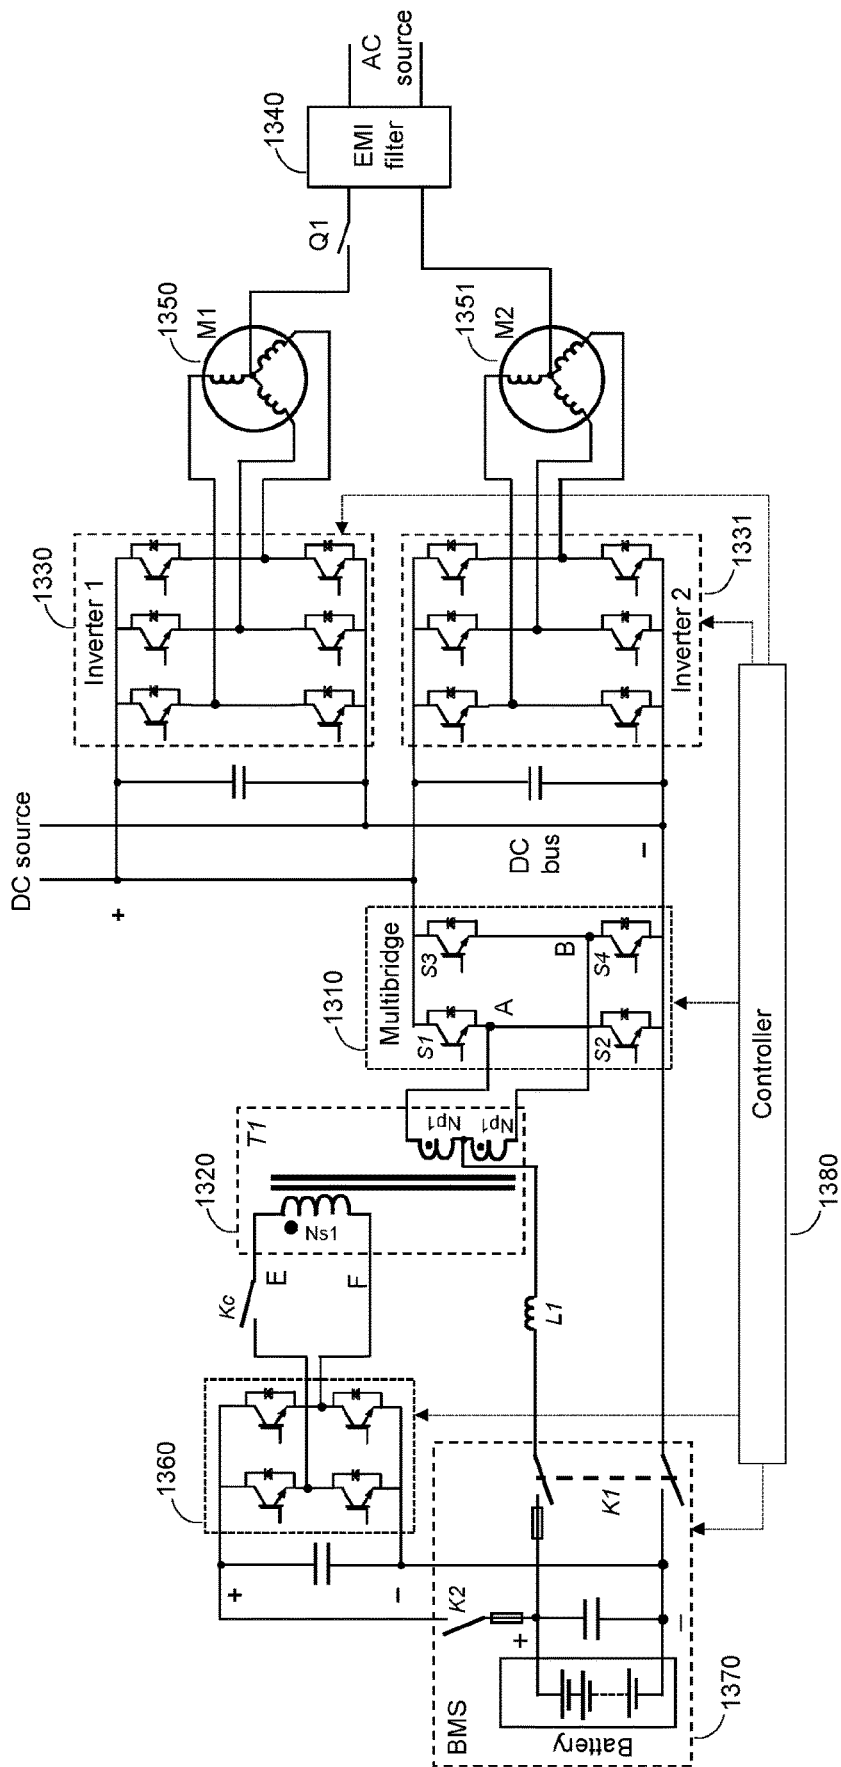 AC
source
1340
EMI
filter
Q1
1350
M1
1351
M2
1330
Inverter 1
1331
Inverter 2
DC source
+
DC
bus
−
1310
Multibridge
S1
S3
A
B
S2
S4
Controller
1380
1320
T1
Np1
Np1
Ns1
E
F
Kc
L1
1360
+
−
K1
K2
+
−
BMS
Battery
1370